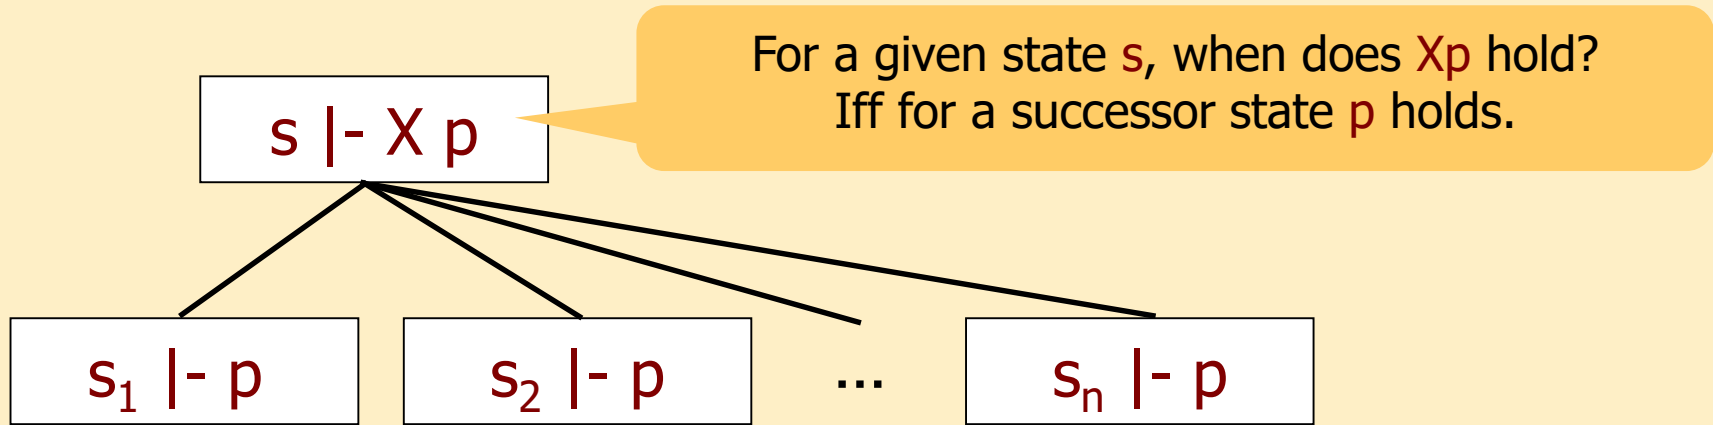 For a given state s, when does Xp hold?
Iff for a successor state p holds.
s |- X p
s1 |- p
s2 |- p
...
sn |- p